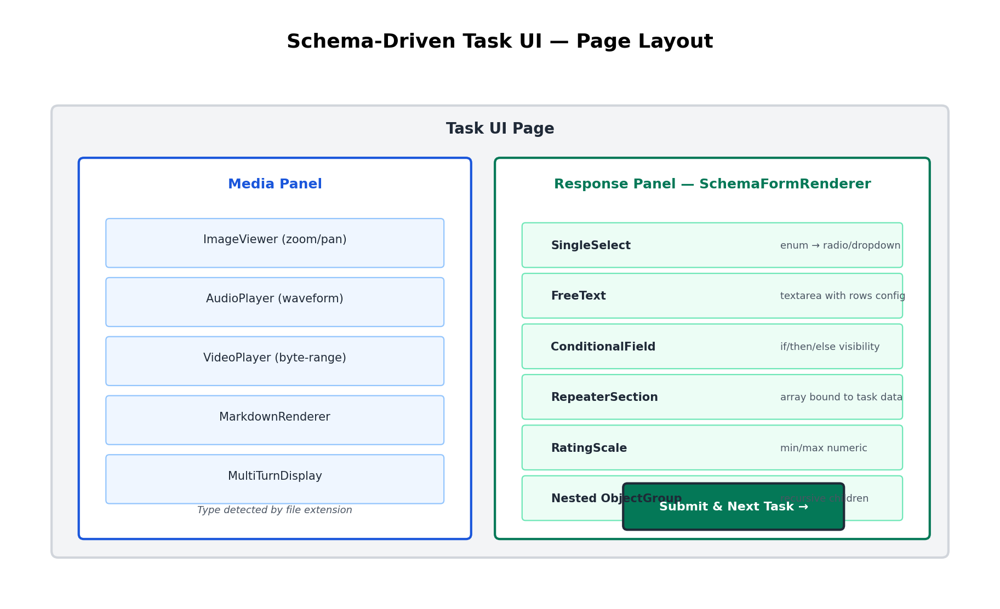 Schema-Driven Task UI — Page Layout
Task UI Page
Media Panel
ImageViewer (zoom/pan)
AudioPlayer (waveform)
VideoPlayer (byte-range)
MarkdownRenderer
MultiTurnDisplay
Type detected by file extension
Response Panel — SchemaFormRenderer
SingleSelect enum → radio/dropdown
FreeText textarea with rows config
ConditionalField if/then/else visibility
RepeaterSection array bound to task data
RatingScale min/max numeric
Nested ObjectGroup recursive children
Submit & Next Task →